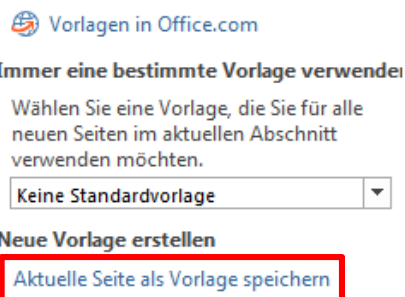 Vorlagen in Office.com
Immer eine bestimmte Vorlage verwenden
Wählen Sie eine Vorlage, die Sie für alle
neuen Seiten im aktuellen Abschnitt
verwenden möchten.
Keine Standardvorlage
Neue Vorlage erstellen
Aktuelle Seite als Vorlage speichern